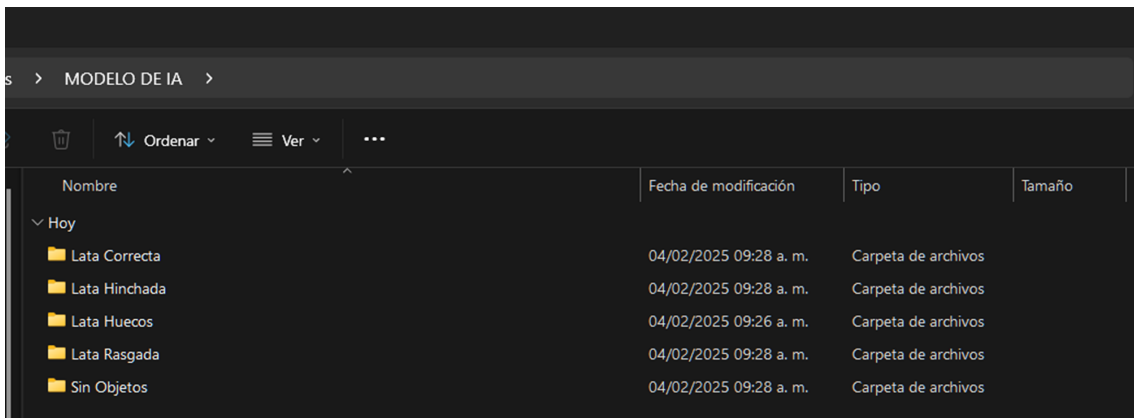 s > MODELO DE IA >
Ordenar Ver ...
Nombre Fecha de modificación Tipo Tamaño
Hoy
Lata Correcta 04/02/2025 09:28 a. m. Carpeta de archivos
Lata Hinchada 04/02/2025 09:28 a. m. Carpeta de archivos
Lata Huecos 04/02/2025 09:26 a. m. Carpeta de archivos
Lata Rasgada 04/02/2025 09:28 a. m. Carpeta de archivos
Sin Objetos 04/02/2025 09:28 a. m. Carpeta de archivos